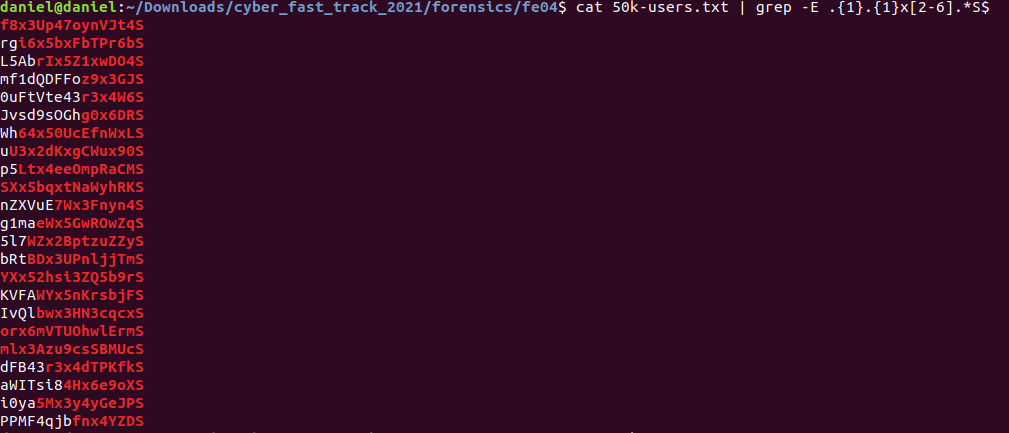 daniel@daniel:~/Downloads/cyber_fast_track_2021/forensics/fe04$ cat 50k-users.txt | grep -E .{1}.{1}x[2-6].*S$
f8x3Up47oynVJt4S
rgi6x5bxFbTPr6bS
L5AbrIx5Z1xwDO4S
mf1dQDFFoz9x3GJS
0uFtVte43r3x4W6S
Jvsd9sOGhg0x6DRS
Wh64x50UcEfnWxLS
uU3x2dKxgCWux90S
p5Ltx4eeOmpRaCMS
SXx5bqxtNaWyhRKS
nZXVuE7Wx3Fnyn4S
g1maeWx5GwROwZqS
5l7WZx2BptzuZZyS
bRtBDx3UPnljjTmS
YXx52hsi3ZQ5b9rS
KVFAWYx5nKrsbjFS
IvQlbwx3HN3cqcxS
orx6mVTUOhwlErmS
mlx3Azu9csSBMUcS
dFB43r3x4dTPKfkS
aWITsi84Hx6e9oXS
i0ya5Mx3y4yGeJPS
PPMF4qjbfnx4YZDS